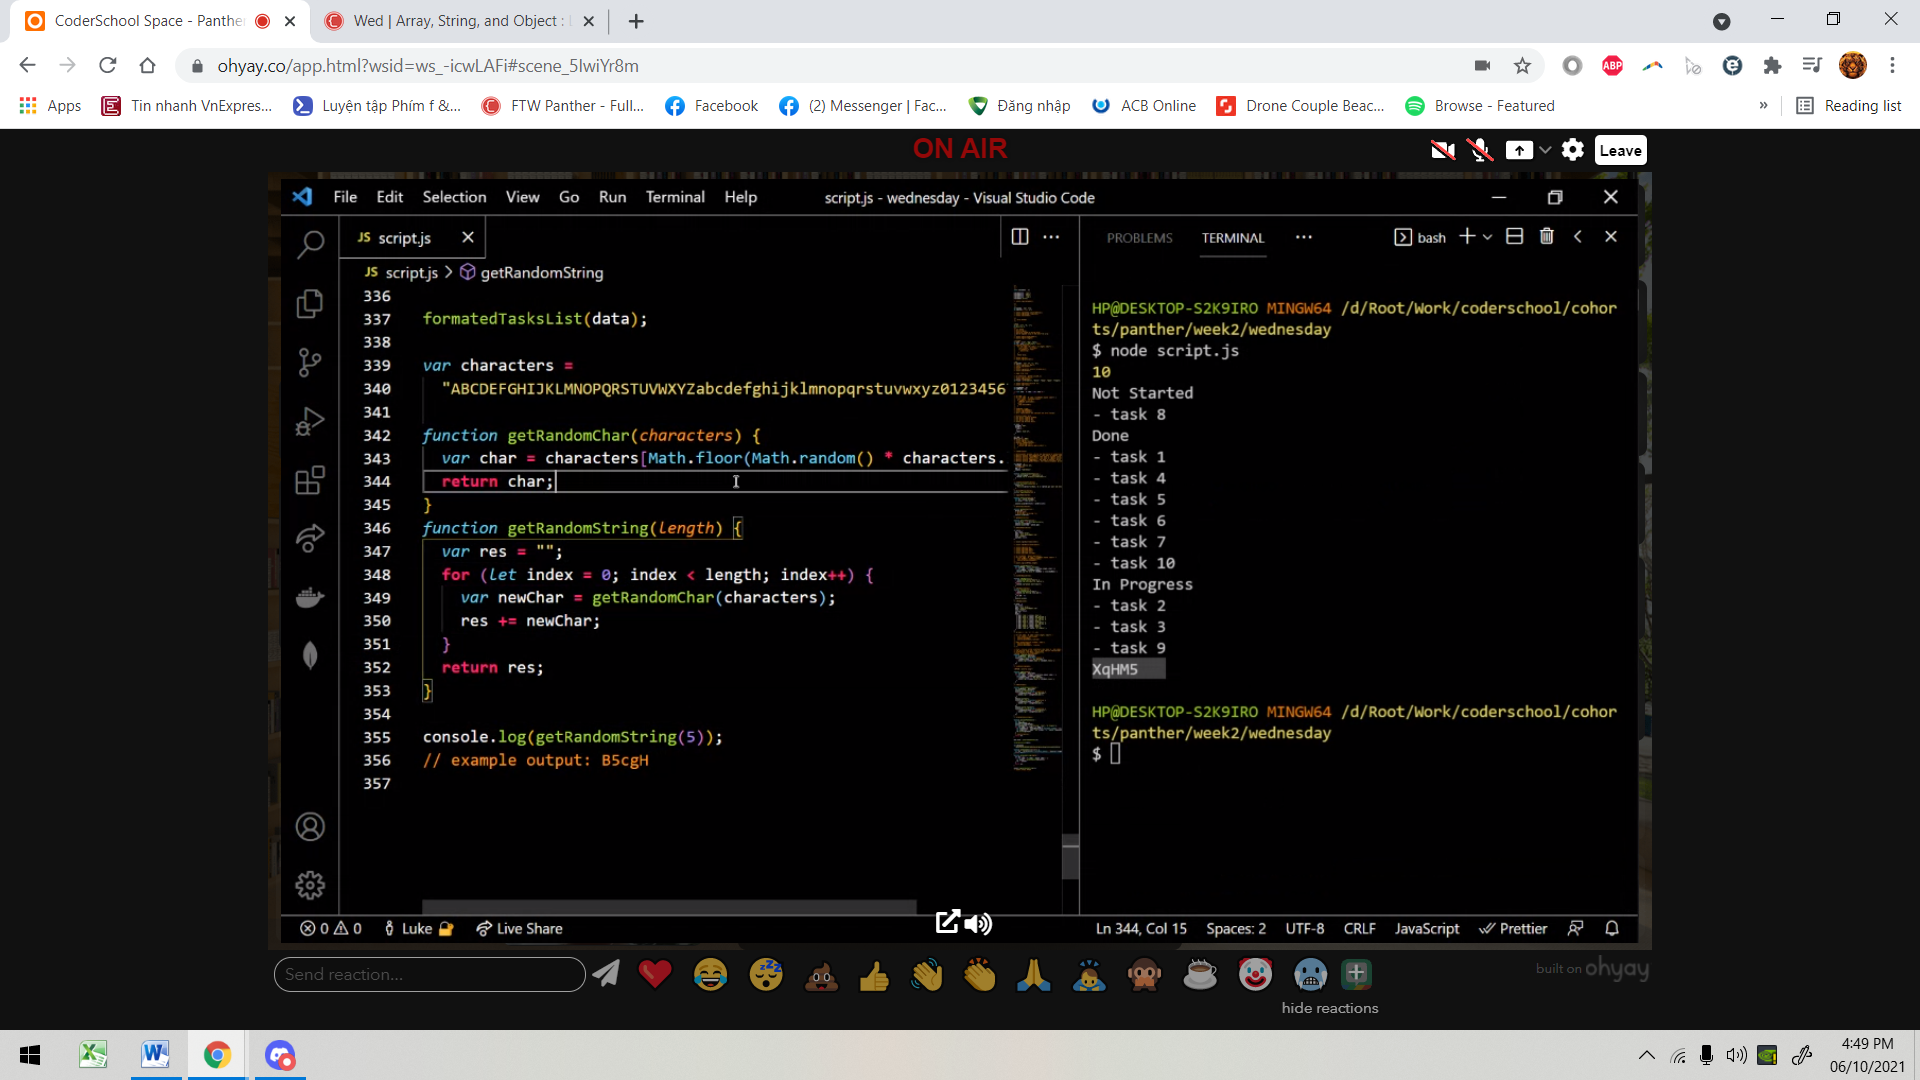 CoderSchool Space - Panthe
Wed | Array, String, and Object :
ohyay.co/app.html?wsid=ws_-icwLAFi#scene_5IwiYr8m
ABP
Apps
Tin nhanh VnExpres...
Luyện tập Phím f &...
FTW Panther - Full...
Facebook
(2) Messenger | Fac...
Đăng nhập
ACB Online
Drone Couple Beac...
Browse - Featured
»
Reading list
ON AIR
Leave
File Edit Selection View Go Run Terminal Help
script.js - wednesday - Visual Studio Code
JS script.js
PROBLEMS
TERMINAL
bash
JS script.js > getRandomString
336
337 formatedTasksList(data);
338
339 var characters =
340 "ABCDEFGHIJKLMNOPQRSTUVWXYZabcdefghijklmnopqrstuvwxyz0123456
341
342 function getRandomChar(characters) {
343 var char = characters[Math.floor(Math.random() * characters.
344 return char;
345 }
346 function getRandomString(length) {
347 var res = "";
348 for (let index = 0; index < length; index++) {
349 var newChar = getRandomChar(characters);
350 res += newChar;
351 }
352 return res;
353 }
354
355 console.log(getRandomString(5));
356 // example output: B5cgH
357
HP@DESKTOP-S2K9IRO MINGW64 /d/Root/Work/coderschool/cohor
ts/panther/week2/wednesday
$ node script.js
10
Not Started
- task 8
Done
- task 1
- task 4
- task 5
- task 6
- task 7
- task 10
In Progress
- task 2
- task 3
- task 9
XqHM5
HP@DESKTOP-S2K9IRO MINGW64 /d/Root/Work/coderschool/cohor
ts/panther/week2/wednesday
$
0 0 Luke Live Share
Ln 344, Col 15 Spaces: 2 UTF-8 CRLF JavaScript Prettier
Send reaction...
built on ohyay
hide reactions
4:49 PM
06/10/2021